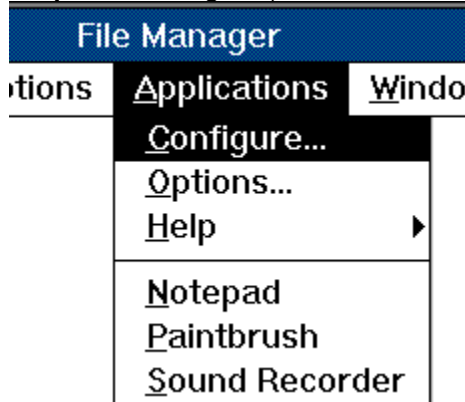 File Manager
tions Applications Windo
Configure...
Options...
Help
Notepad
Paintbrush
Sound Recorder